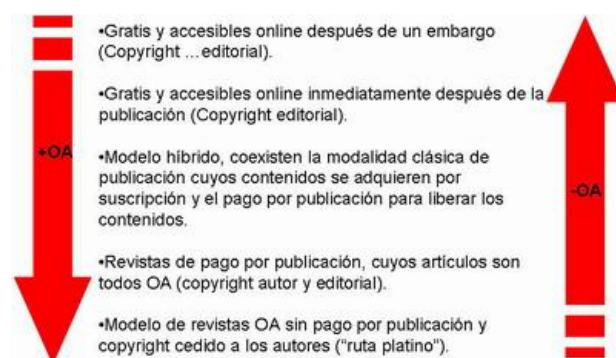 •Gratis y accesibles online después de un embargo
(Copyright ... editorial).
•Gratis y accesibles online inmediatamente después de la
publicación (Copyright editorial).
+OA
•Modelo híbrido, coexisten la modalidad clásica de
publicación cuyos contenidos se adquieren por
suscripción y el pago por publicación para liberar los
contenidos.
-OA
•Revistas de pago por publicación, cuyos artículos son
todos OA (copyright autor y editorial).
•Modelo de revistas OA sin pago por publicación y
copyright cedido a los autores ("ruta platino").